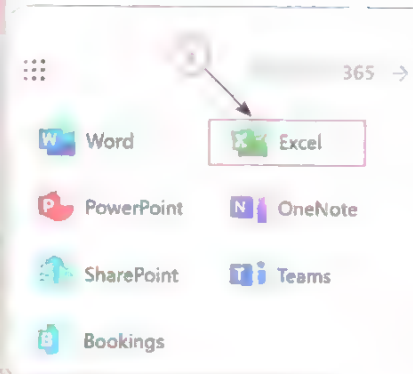 365 →
W Word
X Excel
P PowerPoint
N OneNote
SharePoint
Teams
B Bookings